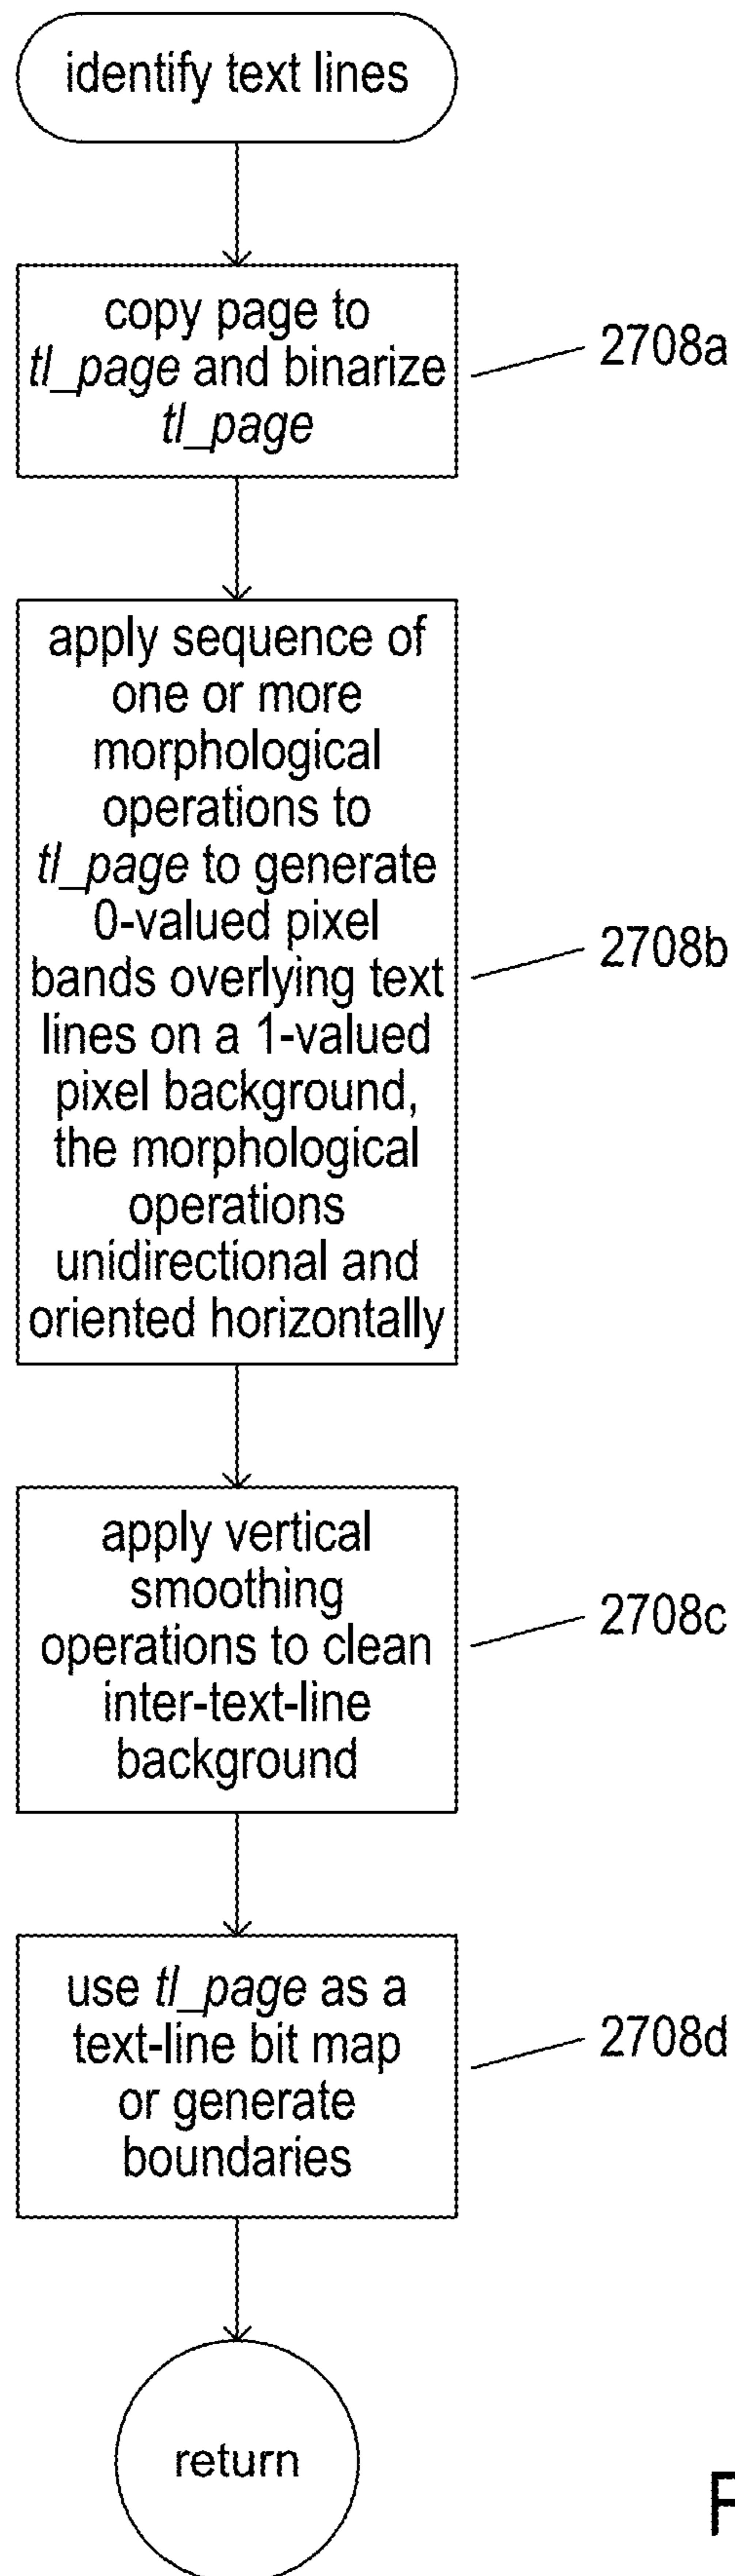 identify text lines
copy page to
tl_page and binarize
tl_page
2708a
apply sequence of
one or more
morphological
operations to
tl_page to generate
0-valued pixel
bands overlying text
lines on a 1-valued
pixel background,
the morphological
operations
unidirectional and
oriented horizontally
2708b
apply vertical
smoothing
operations to clean
inter-text-line
background
2708c
use tl_page as a
text-line bit map
or generate
boundaries
2708d
return